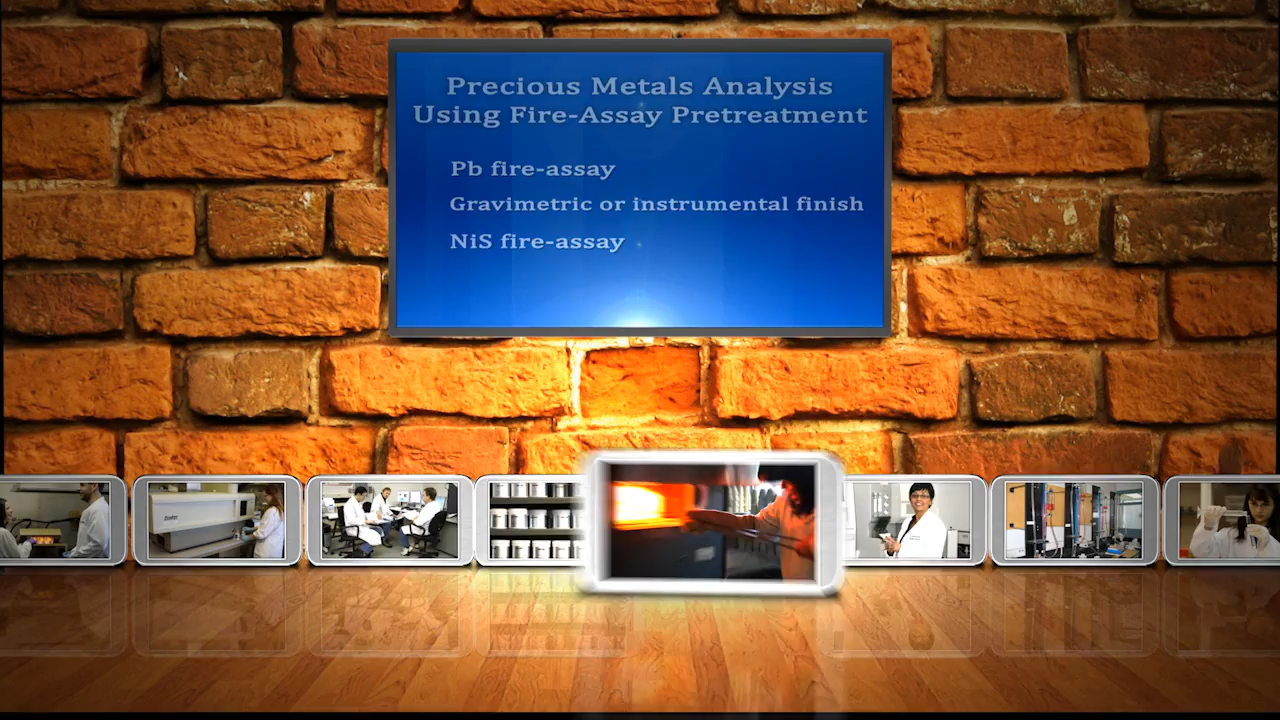 Precious Metals Analysis
Using Fire-Assay Pretreatment
Pb fire-assay
Gravimetric or instrumental finish
NiS fire-assay